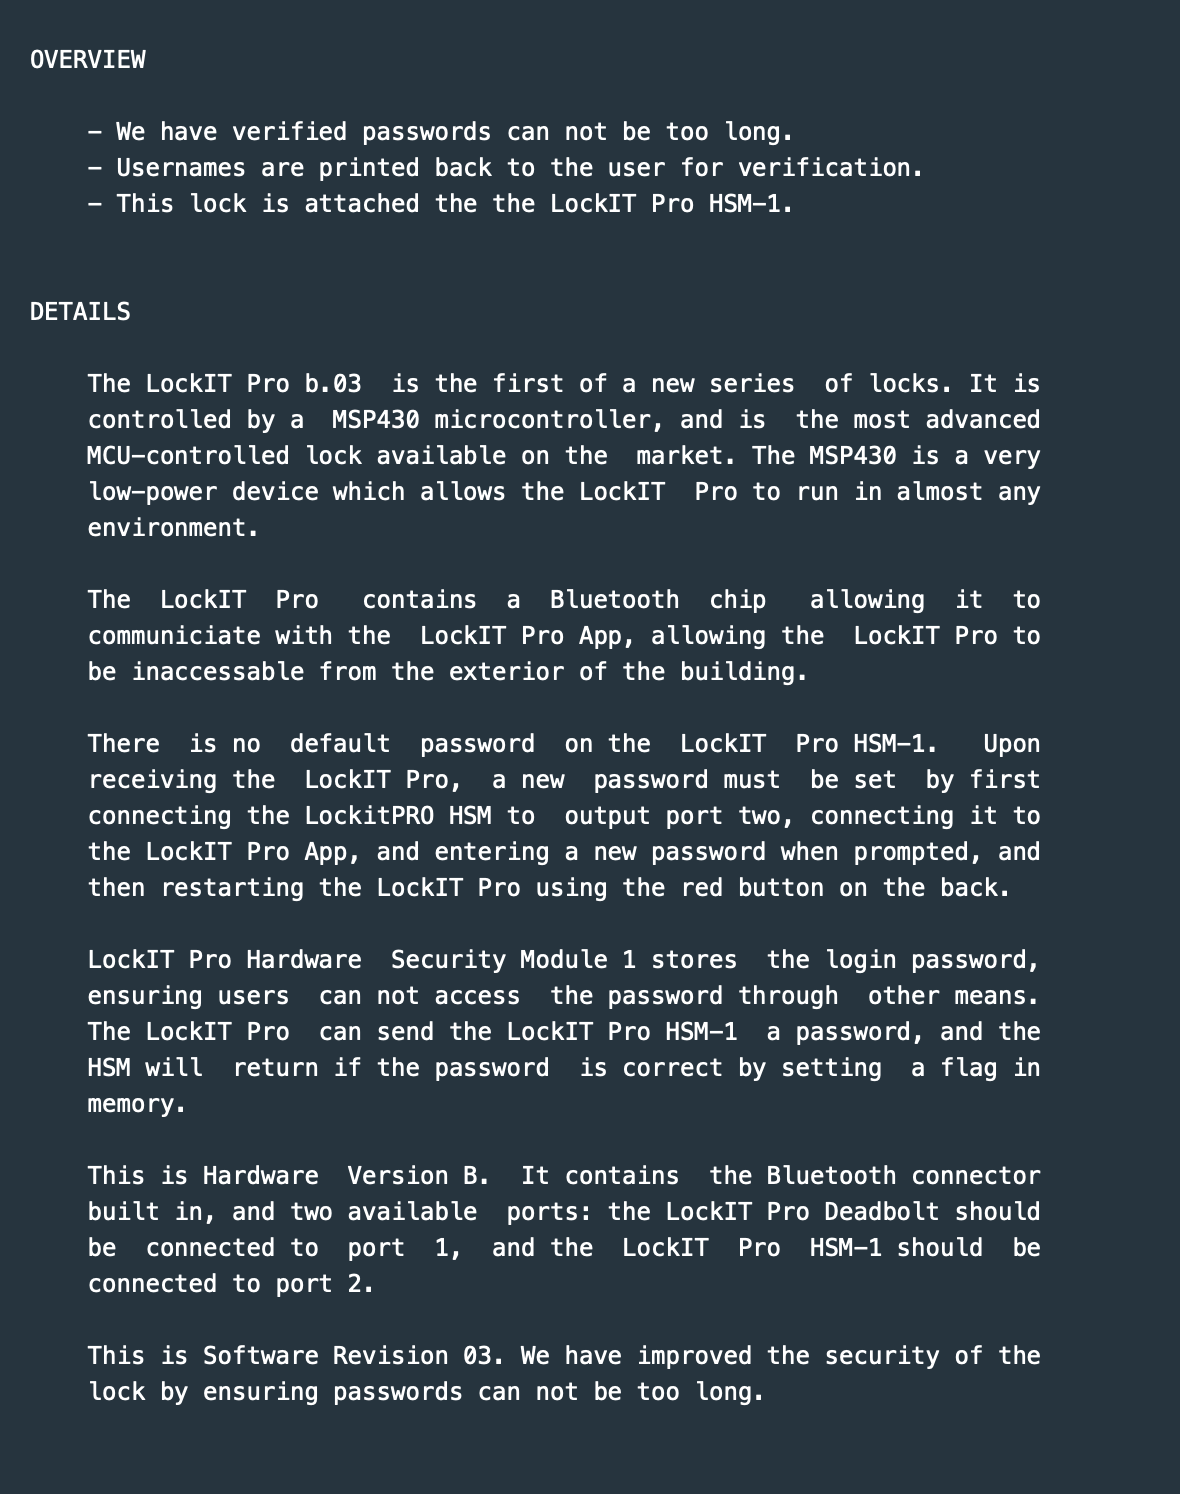 OVERVIEW
- We have verified passwords can not be too long.
- Usernames are printed back to the user for verification.
- This lock is attached the the LockIT Pro HSM-1.
DETAILS
The LockIT Pro b.03  is the first of a new series  of locks. It is
controlled by a  MSP430 microcontroller, and is  the most advanced
MCU-controlled lock available on the  market. The MSP430 is a very
low-power device which allows the LockIT  Pro to run in almost any
environment.
The  LockIT  Pro   contains  a  Bluetooth  chip   allowing  it  to
communiciate with the  LockIT Pro App, allowing the  LockIT Pro to
be inaccessable from the exterior of the building.
There  is no  default  password  on the  LockIT  Pro HSM-1.   Upon
receiving the  LockIT Pro,  a new  password must  be set  by first
connecting the LockitPRO HSM to  output port two, connecting it to
the LockIT Pro App, and entering a new password when prompted, and
then restarting the LockIT Pro using the red button on the back.
LockIT Pro Hardware  Security Module 1 stores  the login password,
ensuring users  can not access  the password through  other means.
The LockIT Pro  can send the LockIT Pro HSM-1  a password, and the
HSM will  return if the password  is correct by setting  a flag in
memory.
This is Hardware  Version B.  It contains  the Bluetooth connector
built in, and two available  ports: the LockIT Pro Deadbolt should
be  connected to  port  1,  and the  LockIT  Pro  HSM-1 should  be
connected to port 2.
This is Software Revision 03. We have improved the security of the
lock by ensuring passwords can not be too long.